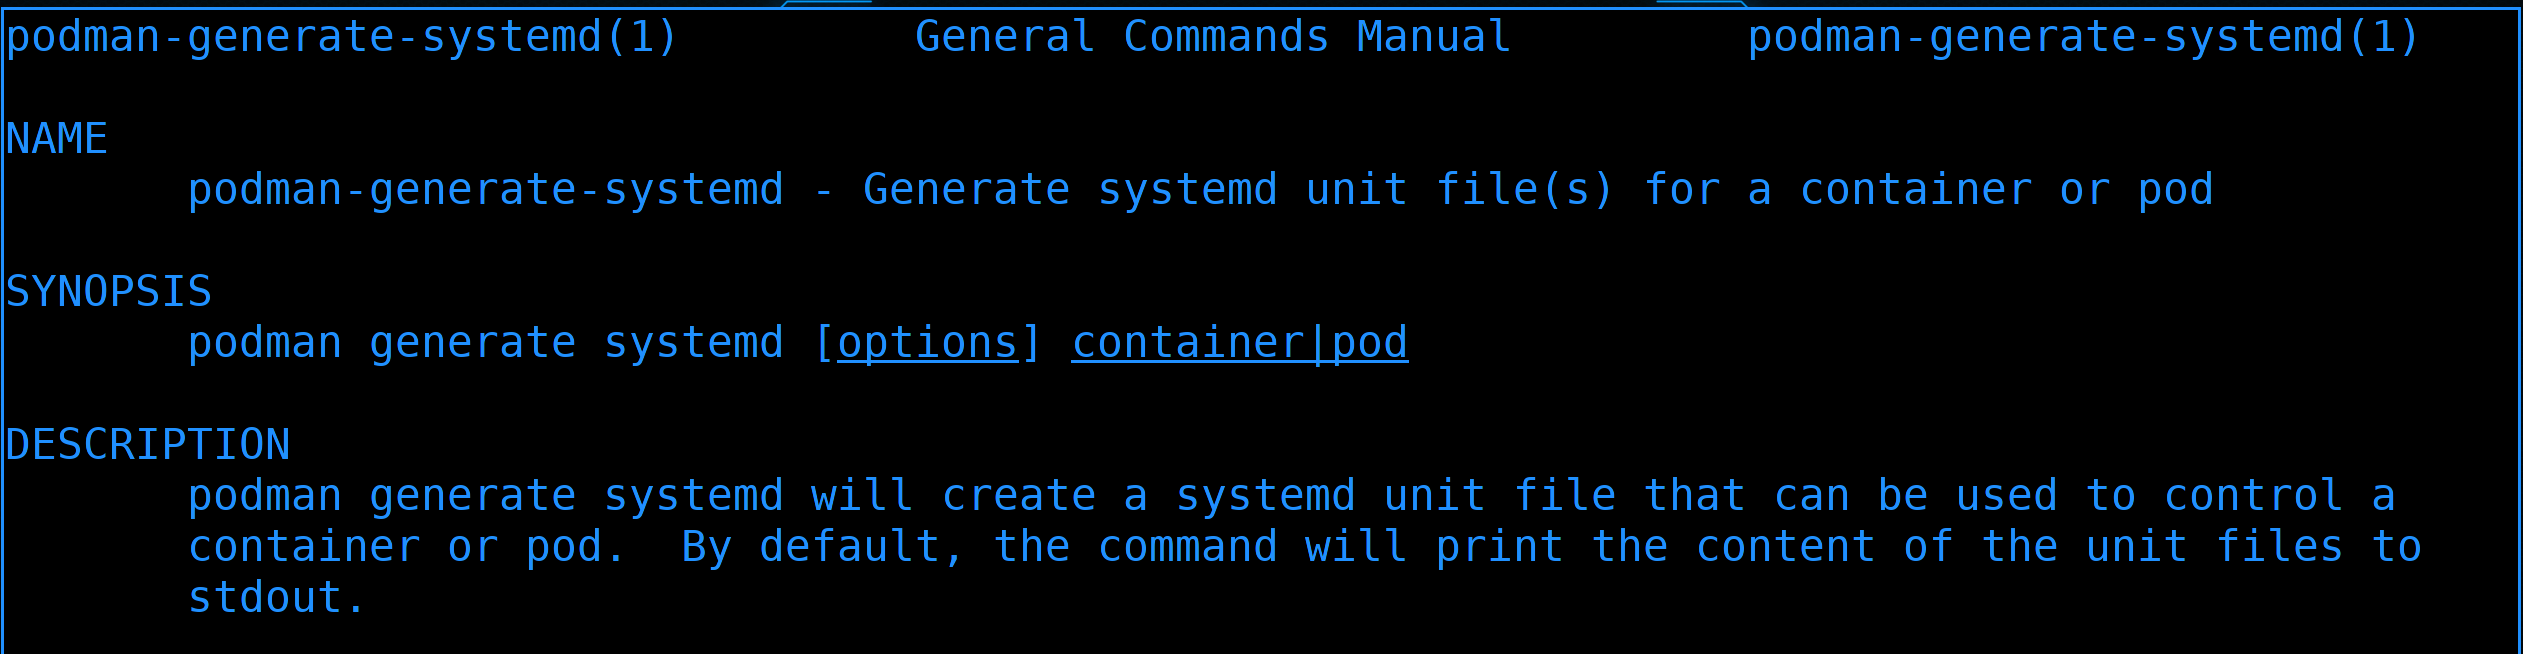 podman-generate-systemd(1) General Commands Manual podman-generate-systemd(1)
NAME
podman-generate-systemd - Generate systemd unit file(s) for a container or pod
SYNOPSIS
podman generate systemd [options] container|pod
DESCRIPTION
podman generate systemd will create a systemd unit file that can be used to control a
container or pod.  By default, the command will print the content of the unit files to
stdout.